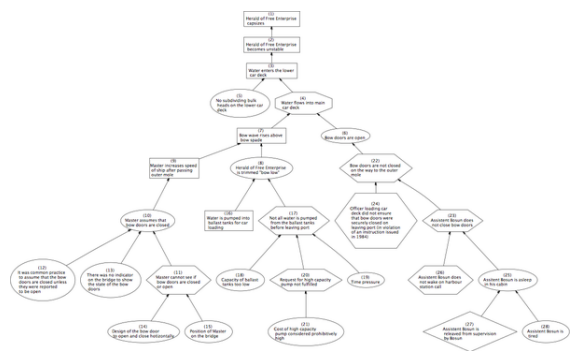 (1)
Herald of Free Enterprise
capsizes
(2)
Herald of Free Enterprise
becomes unstable
(3)
Water enters the lower
car deck
(5)
No subdividing bulk
heads on the lower car
deck
(4)
Water flows into main
car deck
(7)
Bow wave rises above
bow spade
(6)
Bow doors are open
(9)
Master increases speed
of ship after passing
outer mole
(8)
Herald of Free Enterprise
is trimmed "bow low"
(22)
Bow doors are not closed
on the way to the outer
mole
(10)
Master assumes that
bow doors are closed
(16)
Water is pumped into
ballast tanks for car
loading
(17)
Not all water is pumped
from the ballast tanks
before leaving port
(24)
Officer loading car
deck did not ensure
that bow doors were
securely closed on
leaving port (in violation
of an instruction issued
in 1984)
(23)
Assistent Bosun does
not close bow doors
(12)
It was common practice
to assume that the bow
doors are closed unless
they were reported
to be open
(13)
There was no indicator
on the bridge to show
the state of the bow
doors
(11)
Master cannot see if
bow doors are closed
or open
(18)
Capacity of ballast
tanks too low
(20)
Request for high capacity
pump not fulfilled
(19)
Time pressure
(26)
Assistent Bosun does
not wake on harbour
station call
(25)
Assitent Bosun is asleep
in his cabin
(14)
Design of the bow door
to open and close horizontally
(15)
Position of Master
on the bridge
(21)
Cost of high capacity
pump considered prohibitively
high
(27)
Assistent Bosun is
released from supervision
by Bosun
(28)
Assitent Bosun is
tired